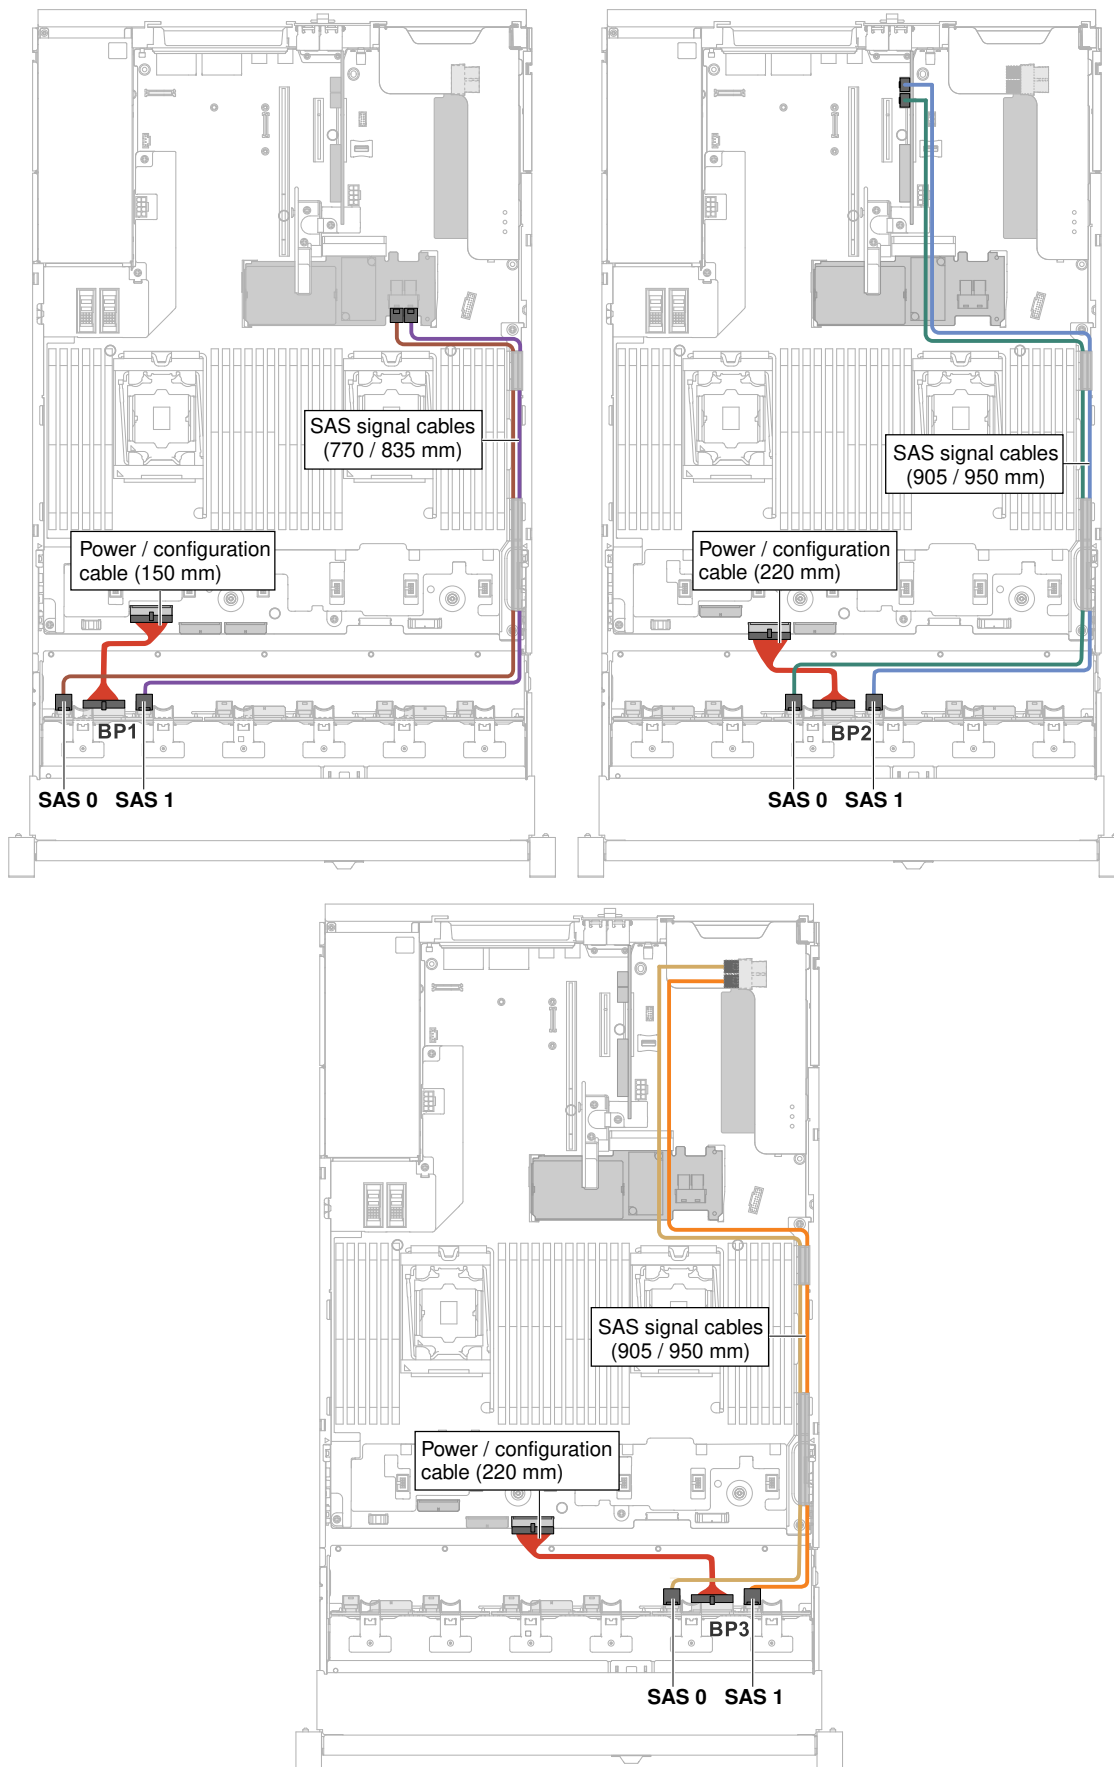 SAS signal cables
(770 / 835 mm)
Power / configuration
cable (150 mm)
BP1
SAS 0 SAS 1
SAS signal cables
(905 / 950 mm)
Power / configuration
cable (220 mm)
BP2
SAS 0 SAS 1
SAS signal cables
(905 / 950 mm)
Power / configuration
cable (220 mm)
BP3
SAS 0 SAS 1